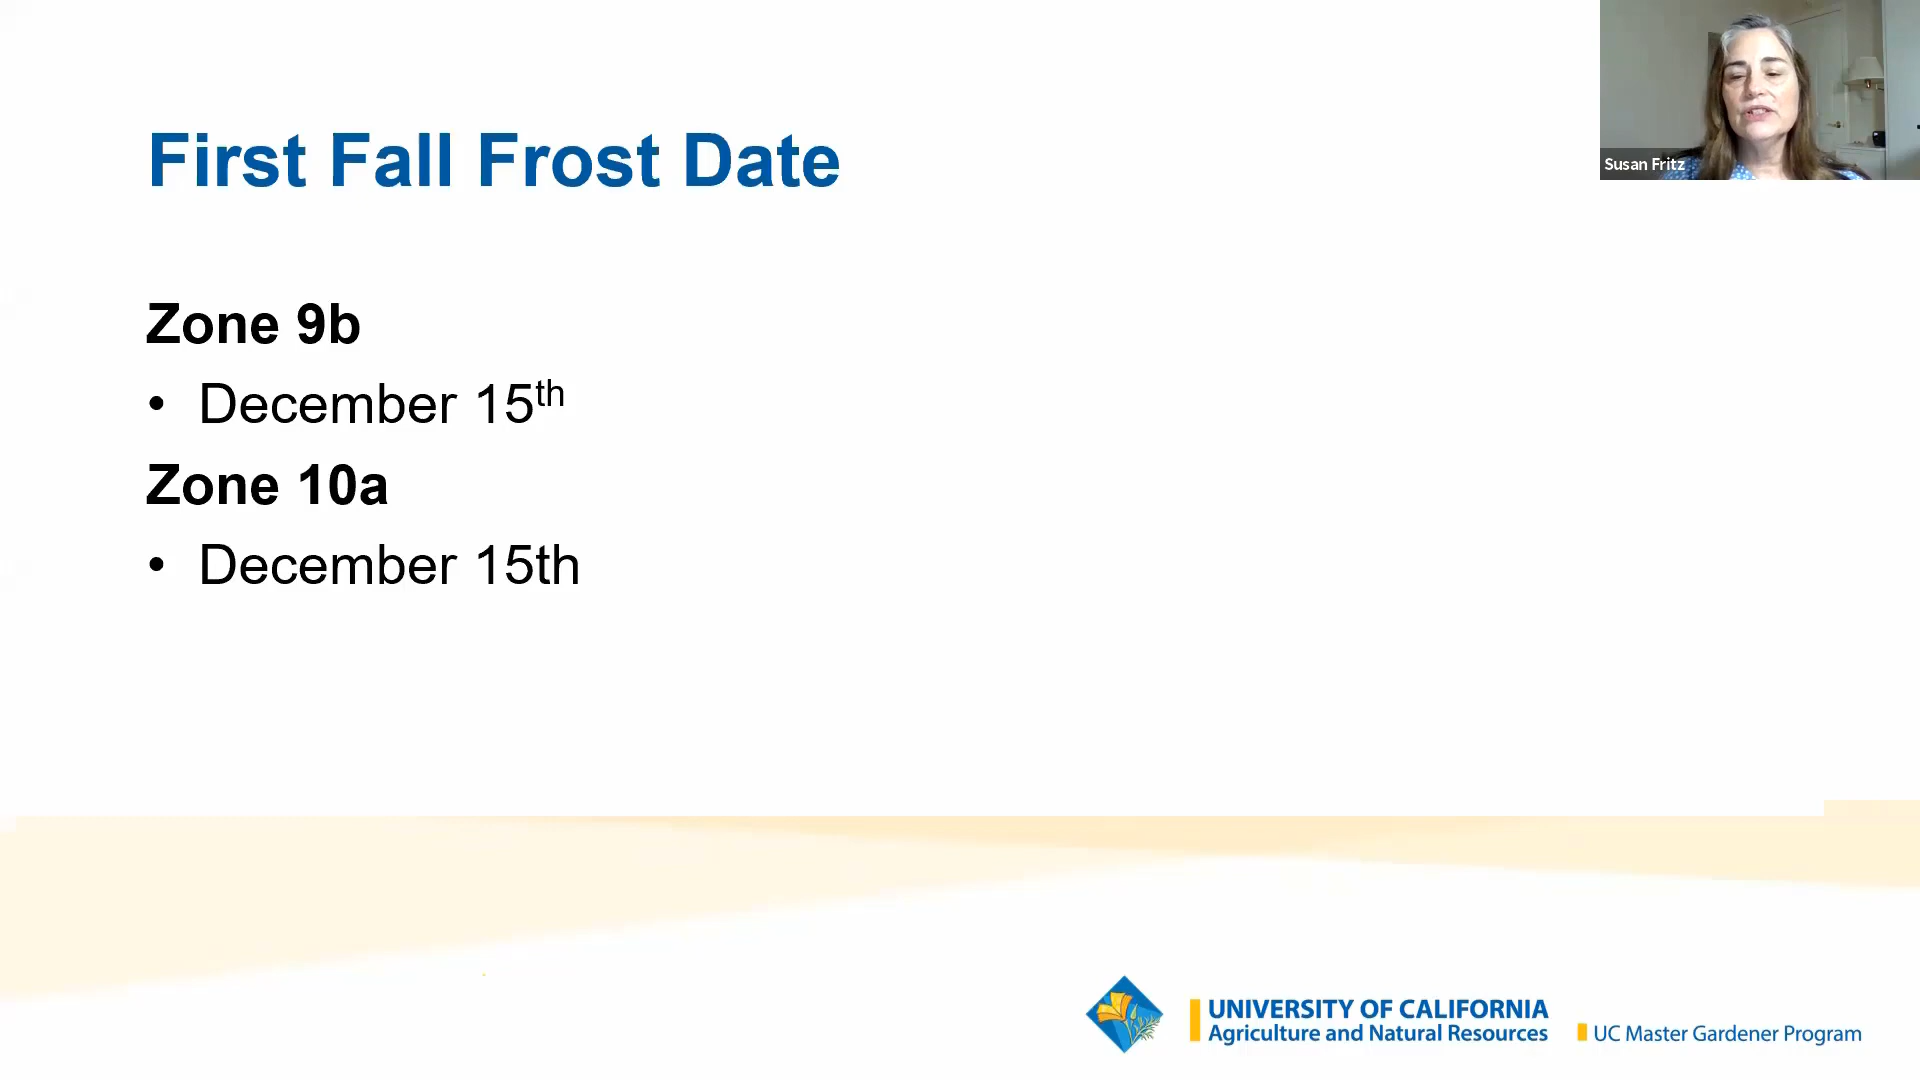 First Fall Frost Date
Susan Fritz
Zone 9b
• December 15th
Zone 10a
• December 15th
UNIVERSITY OF CALIFORNIA
Agriculture and Natural Resources
UC Master Gardener Program